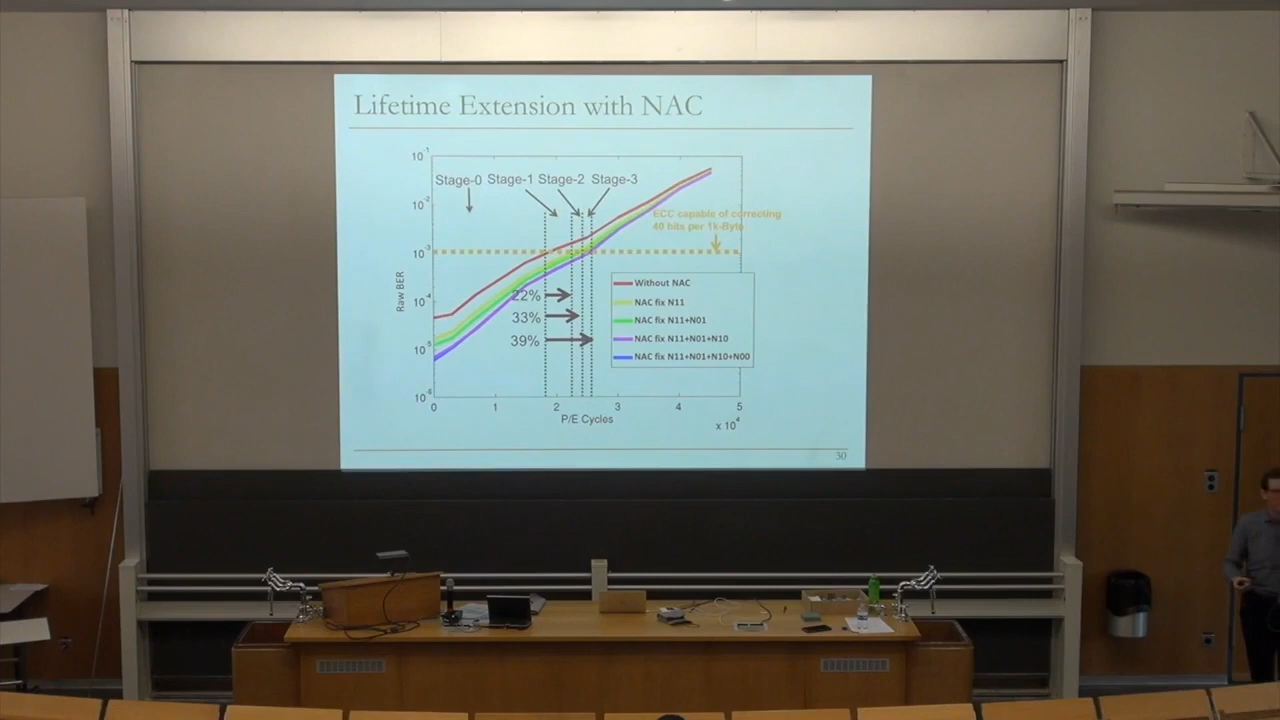 Lifetime Extension with NAC
10-1
Stage-0 Stage-1 Stage-2 Stage-3
10-2
ECC capable of correcting
40 bits per 1k-Byte
10-3
Without NAC
22%
10-4
NAC fix N11
33%
NAC fix N11+N01
39%
NAC fix N11+N01+N10
10-5
NAC fix N11+N01+N10+N00
10-6
Raw BER
0 1 2 3 4 5
P/E Cycles
x 10^4
30